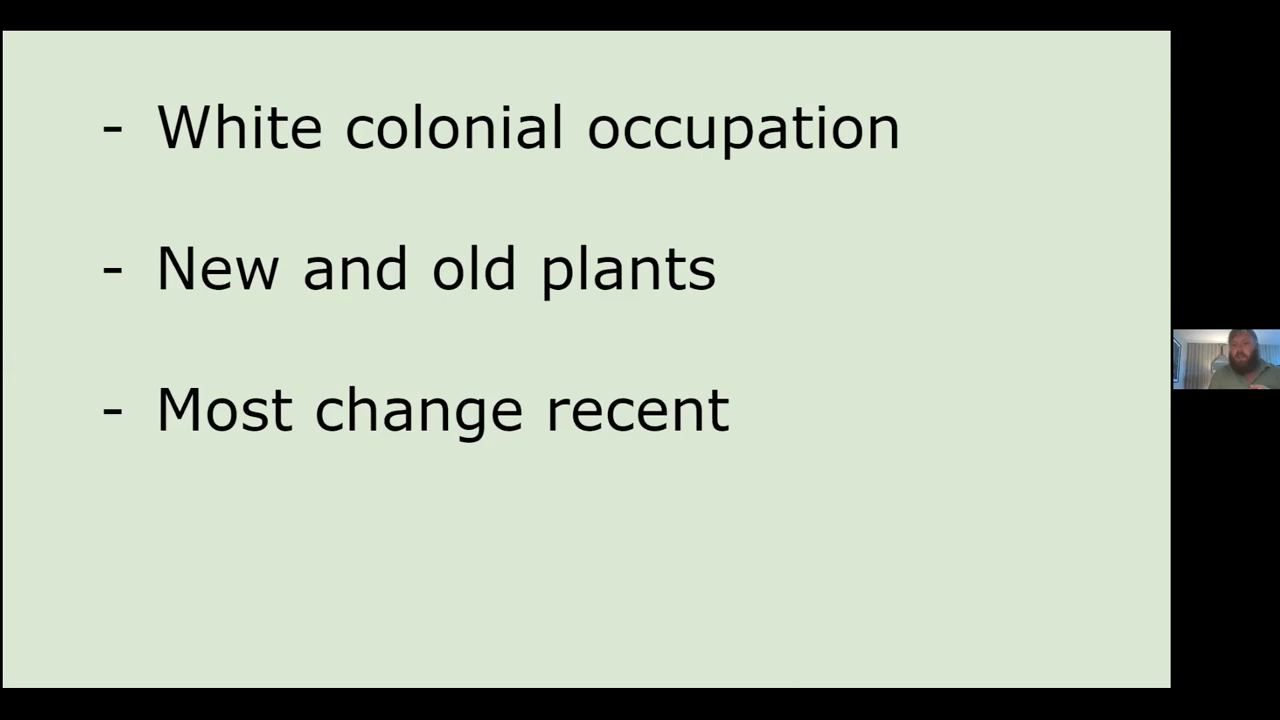 - White colonial occupation
- New and old plants
- Most change recent